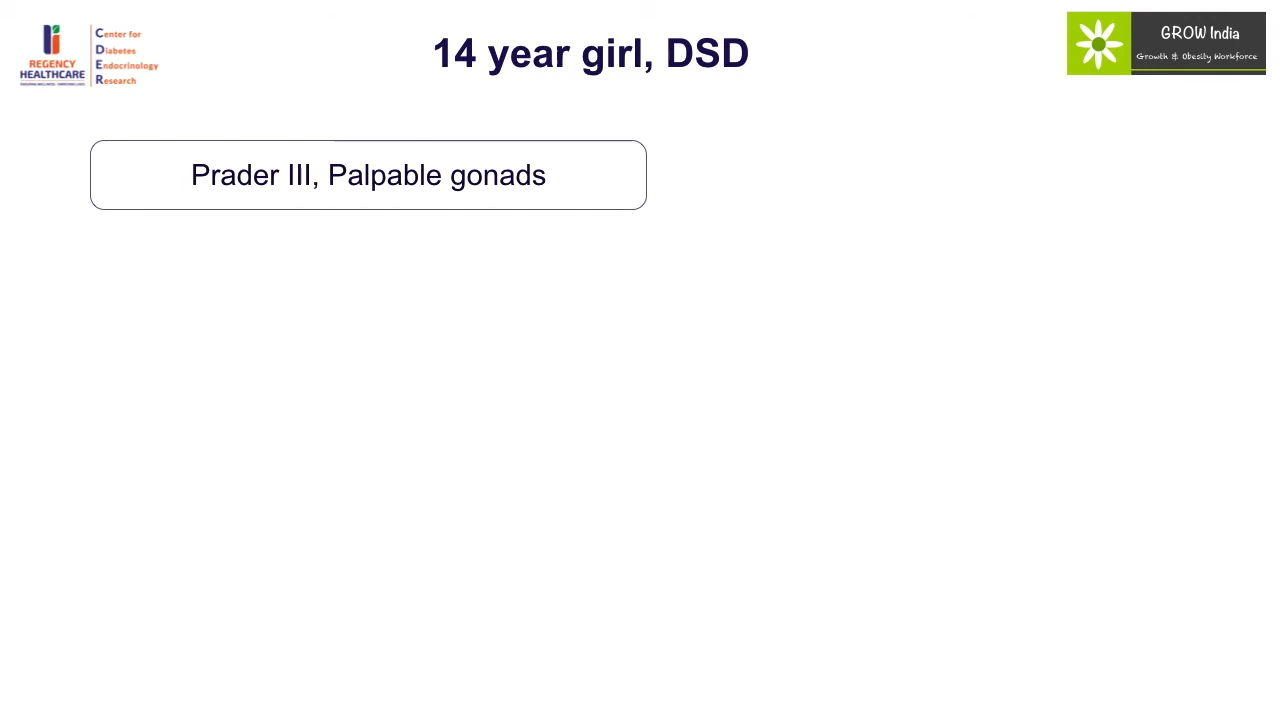 14 year girl, DSD
REGENCY
HEALTHCARE
Center for
Diabetes
Endocrinology
Research
GROW India
Growth & Obesity Workforce
Prader III, Palpable gonads